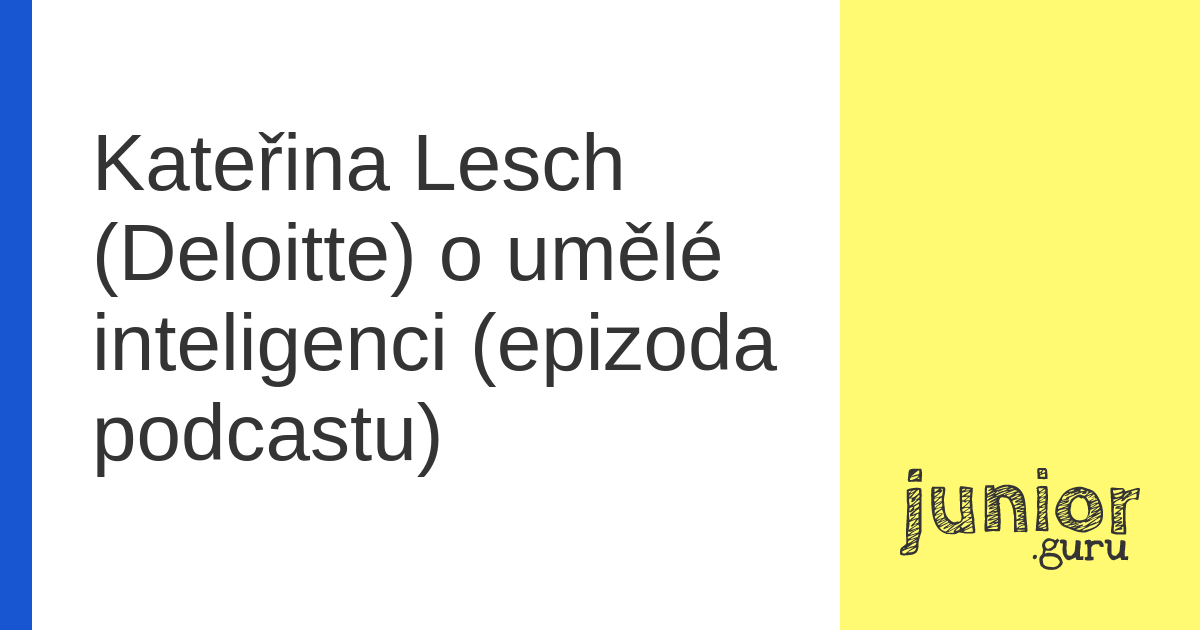 Kateřina Lesch
(Deloitte) o umělé
inteligenci (epizoda
podcastu)
junior
.guru